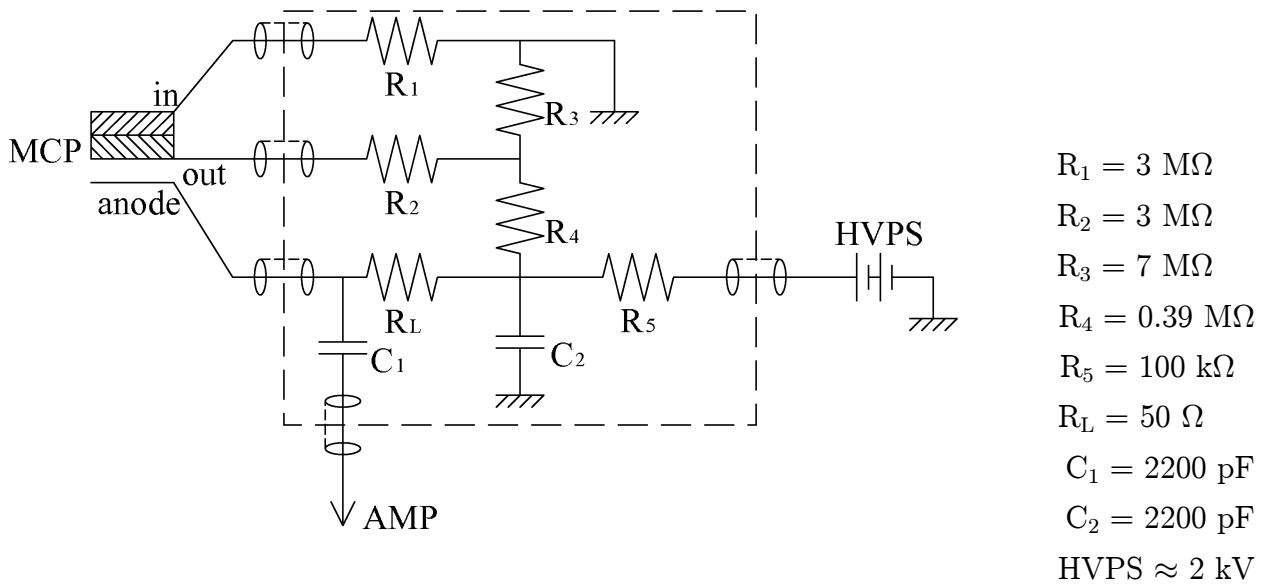 in
R₁
R₃
MCP
out
anode
R₂
R₄
HVPS
R_L
R₅
C₁
C₂
AMP
R₁ = 3 MΩ
R₂ = 3 MΩ
R₃ = 7 MΩ
R₄ = 0.39 MΩ
R₅ = 100 kΩ
R_L = 50 Ω
C₁ = 2200 pF
C₂ = 2200 pF
HVPS ≈ 2 kV